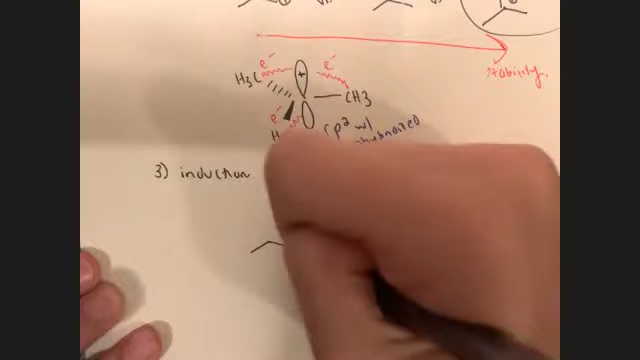 stability
e⁻ e⁻
H₃C + CH3
e⁻
H
sp² w/
3) induction